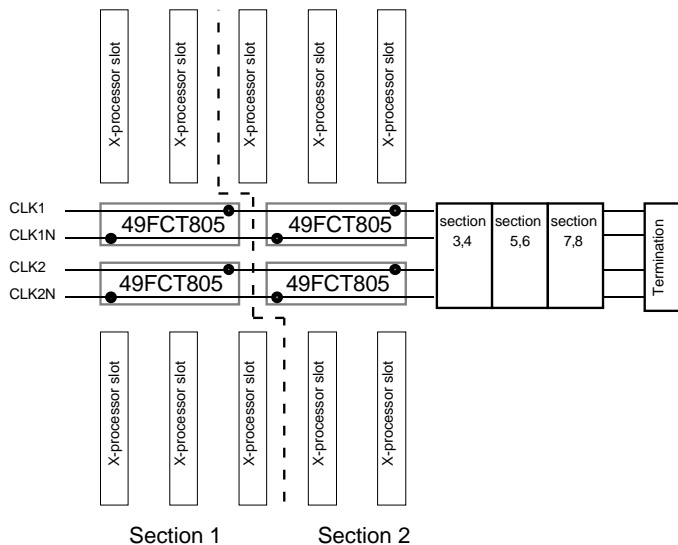 X-processor slot
X-processor slot
X-processor slot
X-processor slot
X-processor slot
CLK1
49FCT805
49FCT805
CLK1N
CLK2
49FCT805
49FCT805
CLK2N
section
3,4
section
5,6
section
7,8
Termination
X-processor slot
X-processor slot
X-processor slot
X-processor slot
X-processor slot
Section 1
Section 2